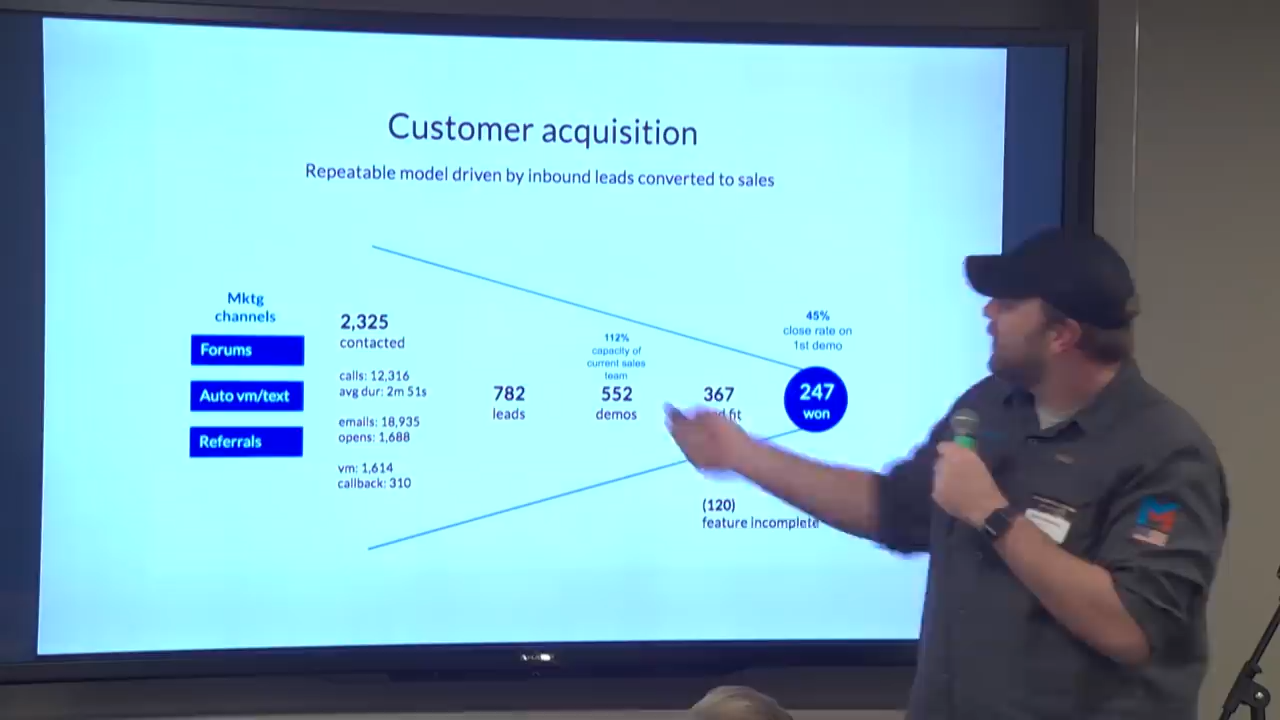 Customer acquisition
Repeatable model driven by inbound leads converted to sales
Mktg
channels
Forums
Auto vm/text
Referrals
2,325
contacted
calls: 12,316
avg dur: 2m 51s
emails: 18,935
opens: 1,688
vm: 1,614
callback: 310
782
leads
112%
capacity of
current sales
team
552
demos
367
fit
(120)
feature incomplete
45%
close rate on
1st demo
247
won